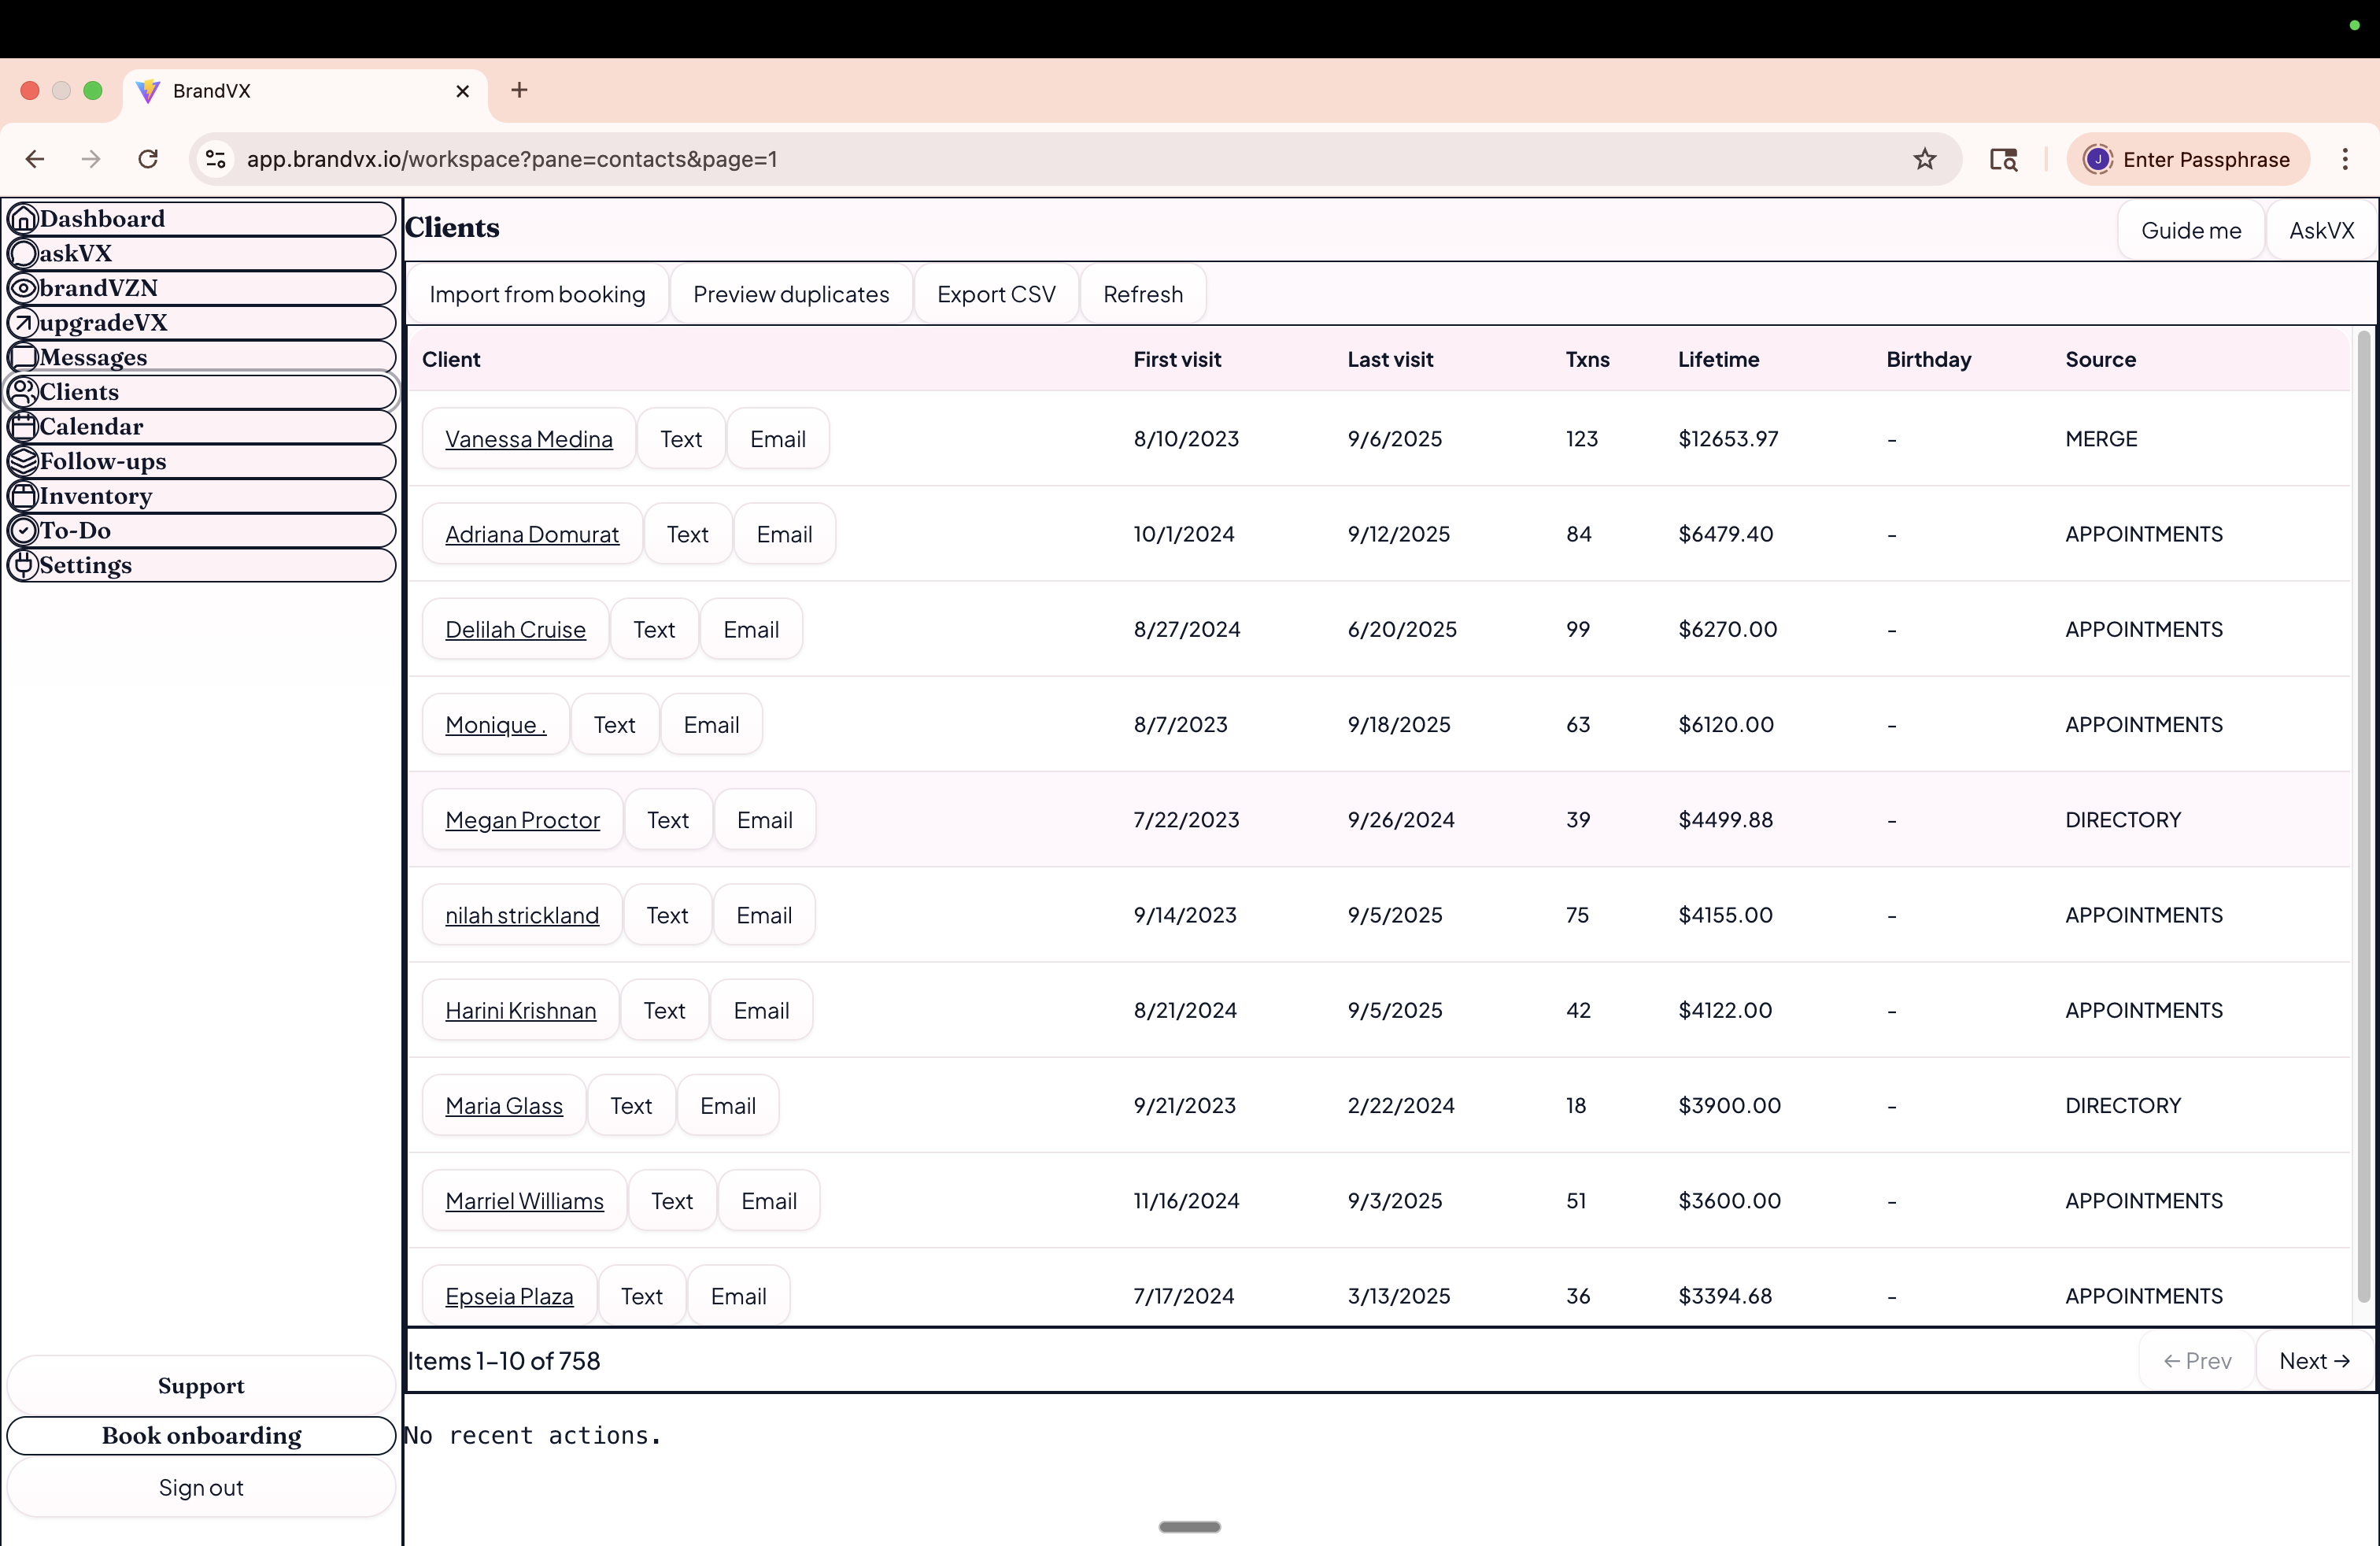 BrandVX
app.brandvx.io/workspace?pane=contacts&page=1
J Enter Passphrase
Dashboard
askVX
brandVZN
upgradeVX
Messages
Clients
Calendar
Follow-ups
Inventory
To-Do
Settings
Support
Book onboarding
Sign out
Clients Guide me AskVX
Import from booking Preview duplicates Export CSV Refresh
Client First visit Last visit Txns Lifetime Birthday Source
Vanessa Medina Text Email 8/10/2023 9/6/2025 123 $12653.97 - MERGE
Adriana Domurat Text Email 10/1/2024 9/12/2025 84 $6479.40 - APPOINTMENTS
Delilah Cruise Text Email 8/27/2024 6/20/2025 99 $6270.00 - APPOINTMENTS
Monique . Text Email 8/7/2023 9/18/2025 63 $6120.00 - APPOINTMENTS
Megan Proctor Text Email 7/22/2023 9/26/2024 39 $4499.88 - DIRECTORY
nilah strickland Text Email 9/14/2023 9/5/2025 75 $4155.00 - APPOINTMENTS
Harini Krishnan Text Email 8/21/2024 9/5/2025 42 $4122.00 - APPOINTMENTS
Maria Glass Text Email 9/21/2023 2/22/2024 18 $3900.00 - DIRECTORY
Marriel Williams Text Email 11/16/2024 9/3/2025 51 $3600.00 - APPOINTMENTS
Epseia Plaza Text Email 7/17/2024 3/13/2025 36 $3394.68 - APPOINTMENTS
Items 1–10 of 758 ← Prev Next →
No recent actions.